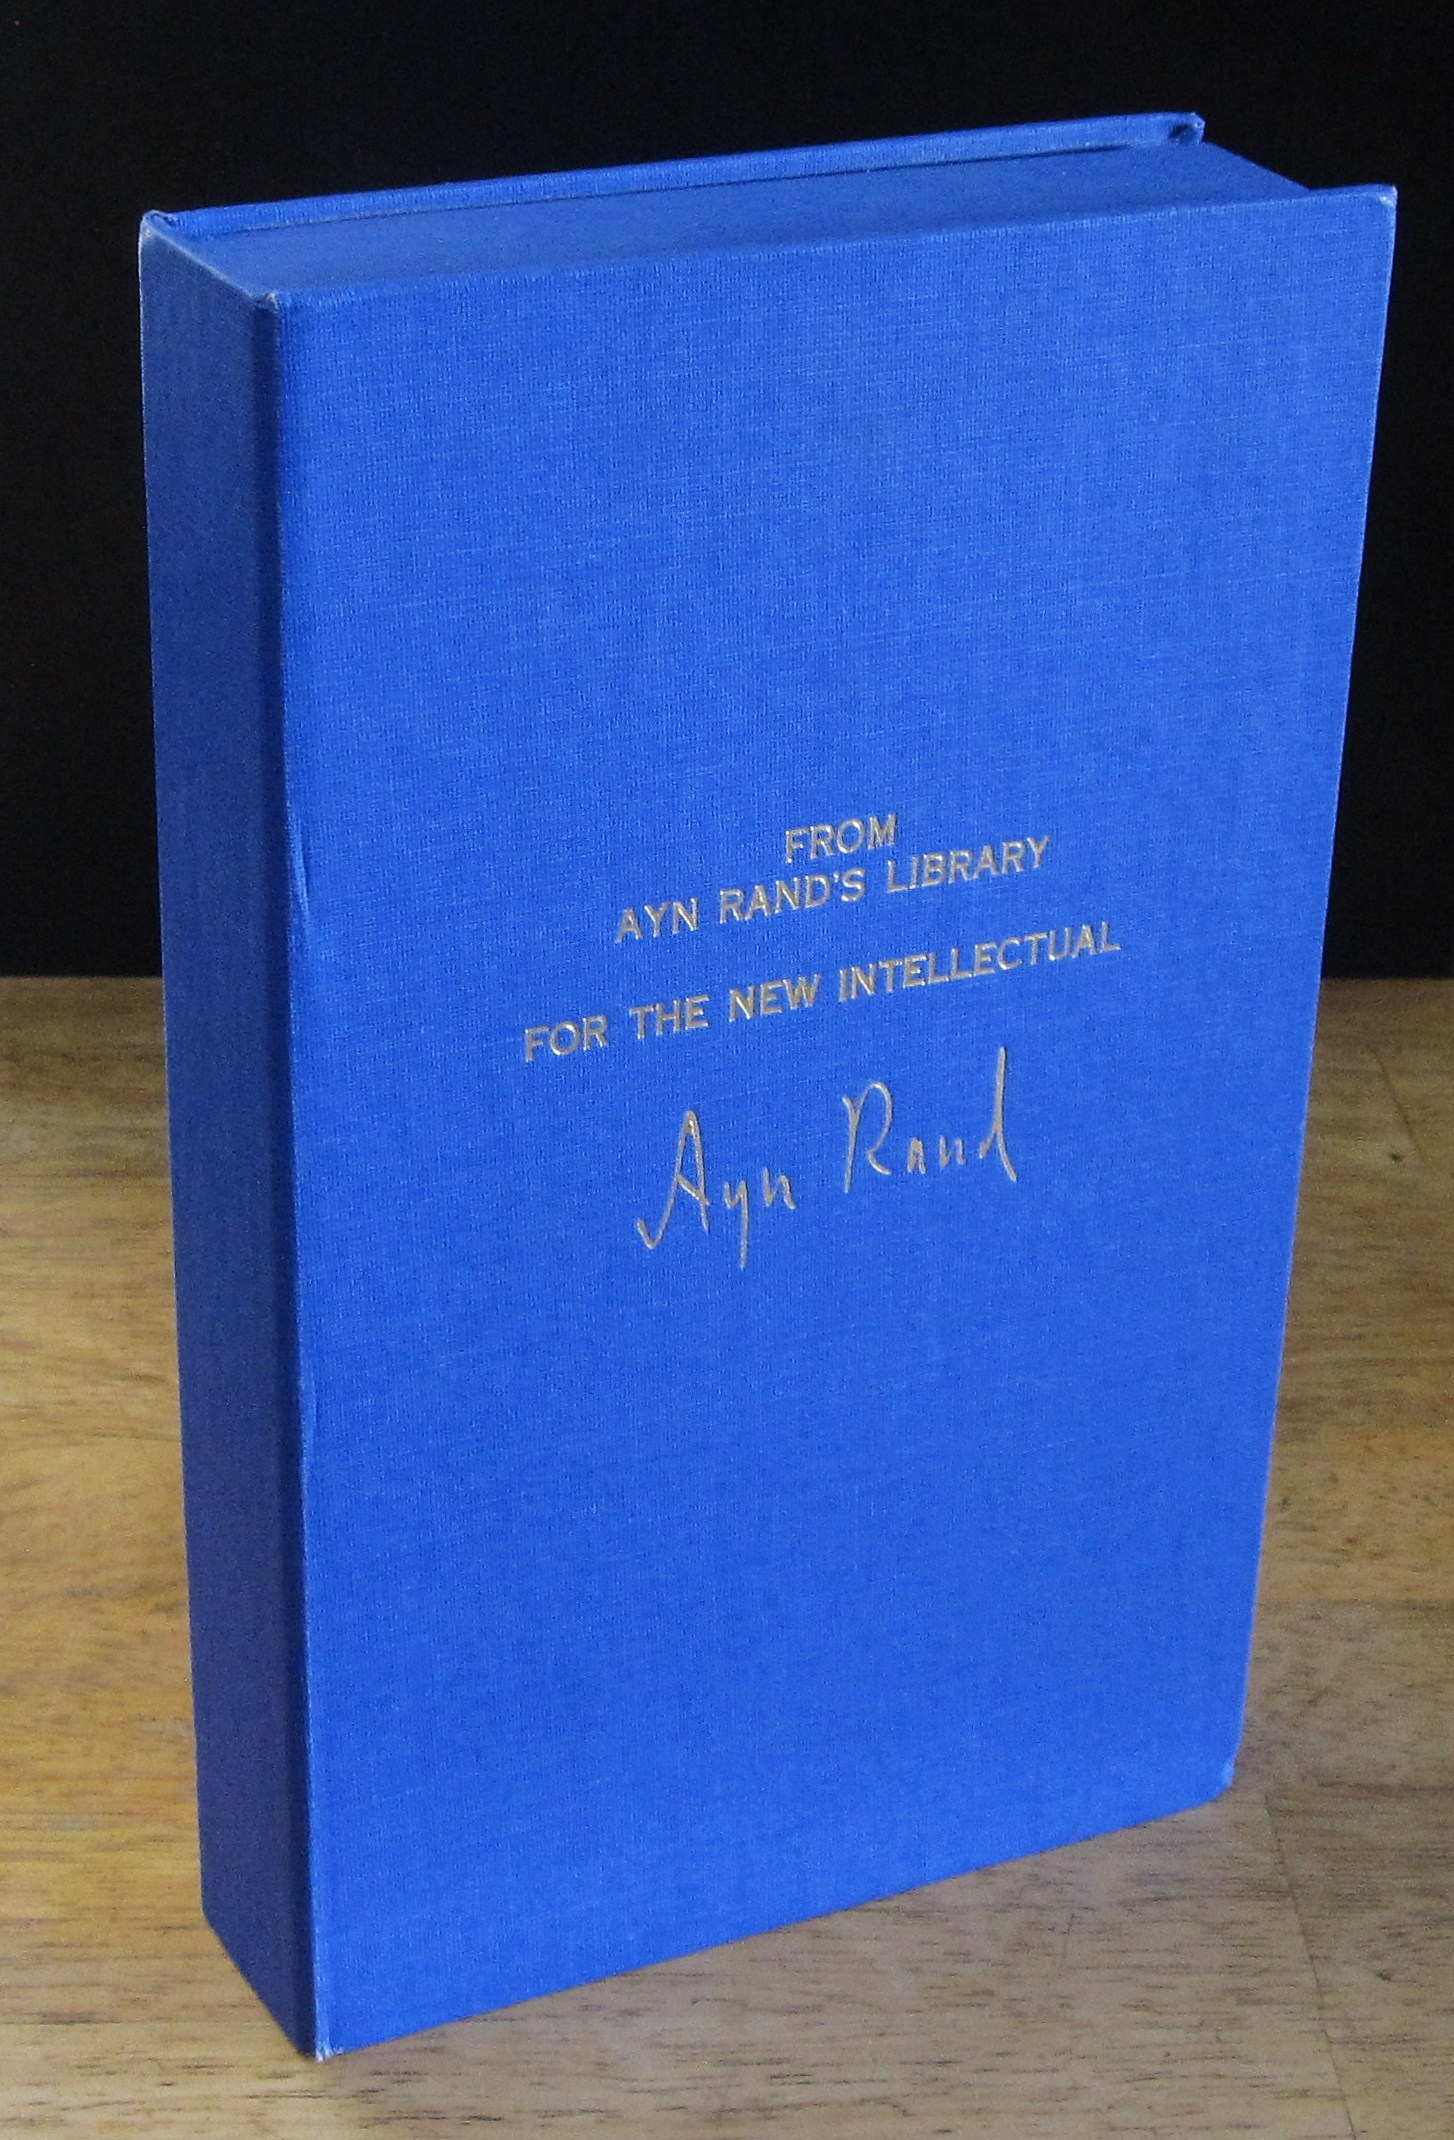 FROM
AYN RAND'S LIBRARY
FOR THE NEW INTELLECTUAL
Ayn Rand